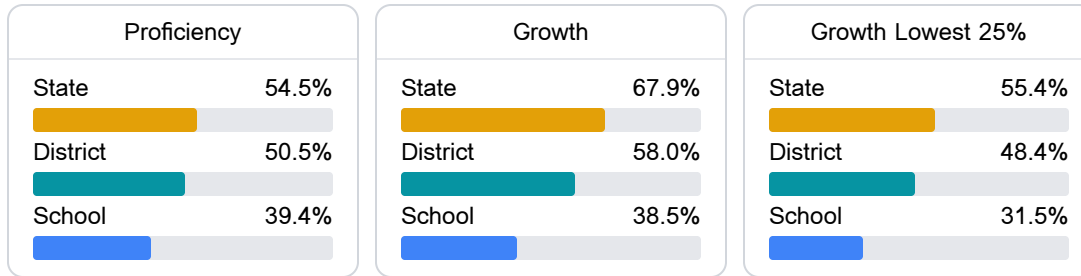 Proficiency
State 54.5%
District 50.5%
School 39.4%
Growth
State 67.9%
District 58.0%
School 38.5%
Growth Lowest 25%
State 55.4%
District 48.4%
School 31.5%